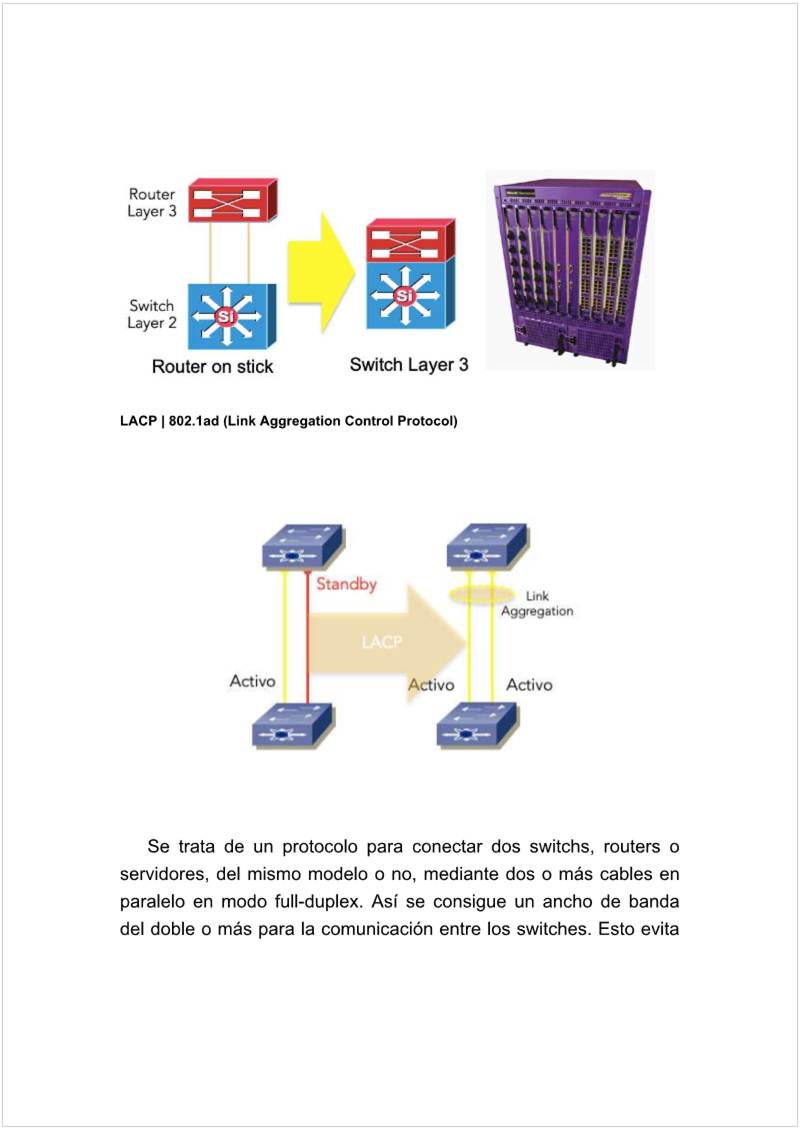 Router
Layer 3
Switch
Layer 2
Si
Si
Router on stick
Switch Layer 3
LACP | 802.1ad (Link Aggregation Control Protocol)
Standby
Link
Aggregation
LACP
Activo
Activo
Activo
Se trata de un protocolo para conectar dos switchs, routers o
servidores, del mismo modelo o no, mediante dos o más cables en
paralelo en modo full-duplex. Así se consigue un ancho de banda
del doble o más para la comunicación entre los switches. Esto evita